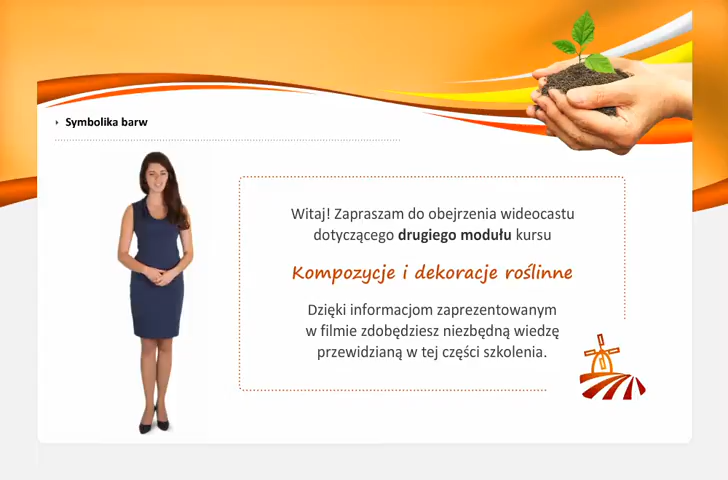 Symbolika barw
Witaj! Zapraszam do obejrzenia wideocastu
dotyczącego drugiego modułu kursu
Kompozycje i dekoracje roślinne
Dzięki informacjom zaprezentowanym
w filmie zdobędziesz niezbędną wiedzę
przewidzianą w tej części szkolenia.